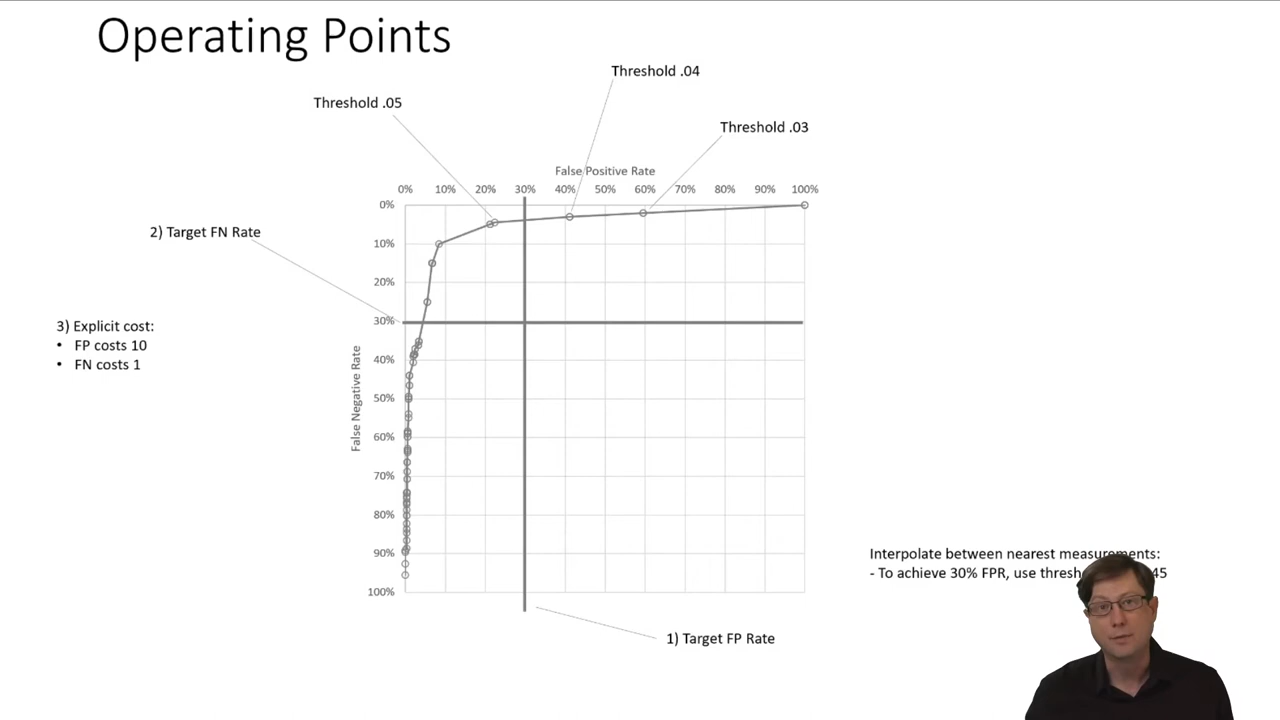 Operating Points
Threshold .04
Threshold .05
Threshold .03
False Positive Rate
0% 10% 20% 30% 40% 50% 60% 70% 80% 90% 100%
0%
10%
20%
30%
40%
50%
60%
70%
80%
90%
100%
False Negative Rate
2) Target FN Rate
3) Explicit cost:
• FP costs 10
• FN costs 1
Interpolate between nearest measurements:
- To achieve 30% FPR, use 45
1) Target FP Rate